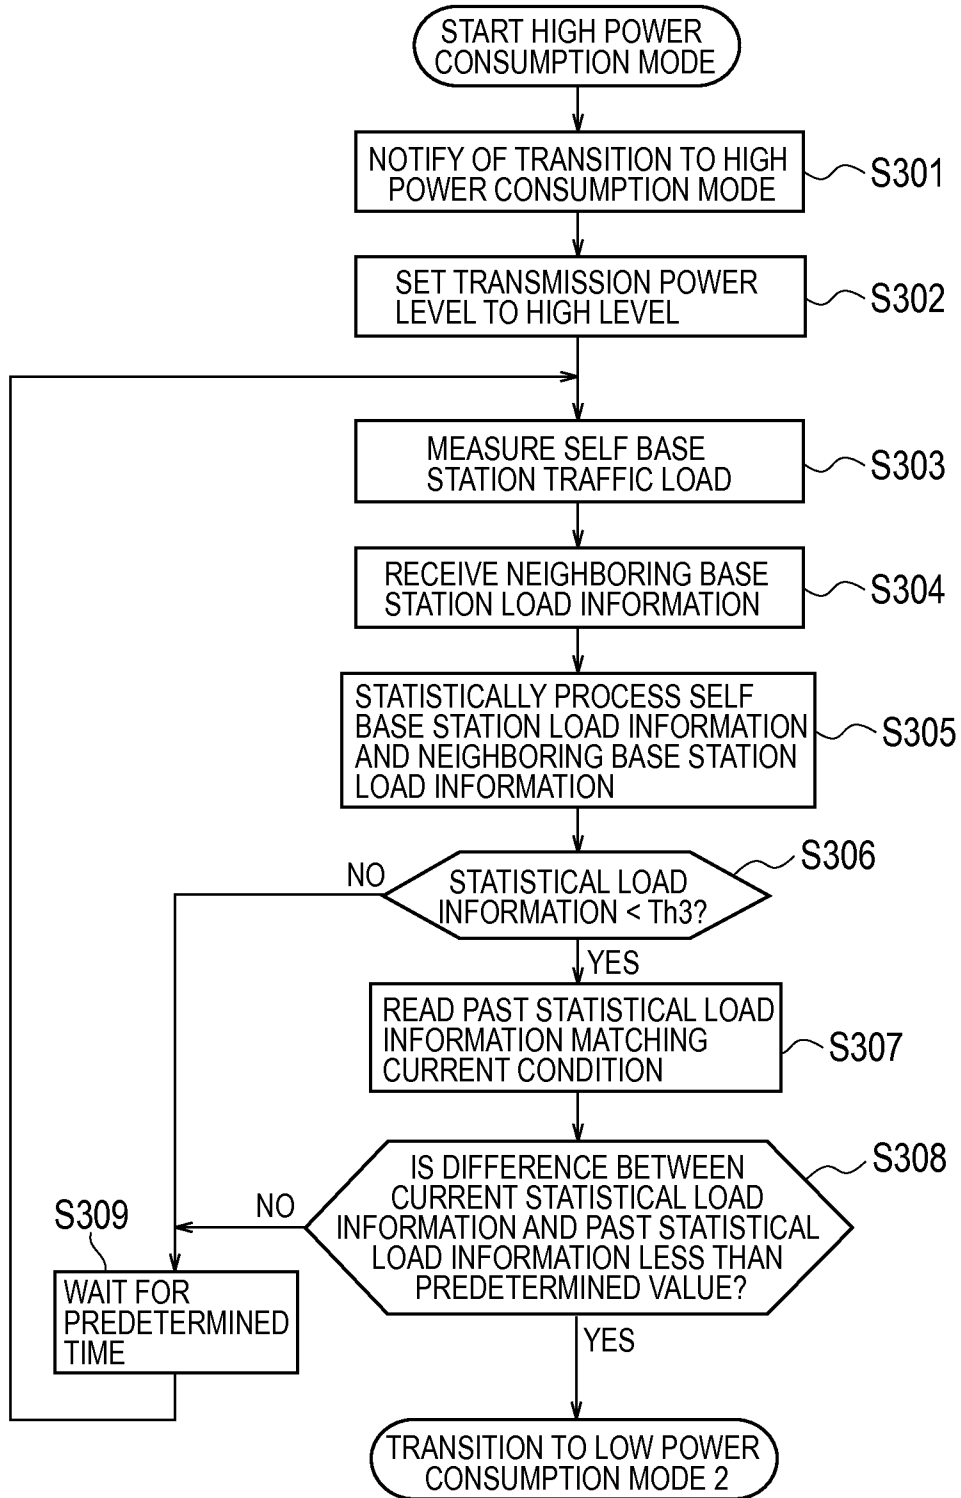 START HIGH POWER
CONSUMPTION MODE
NOTIFY OF TRANSITION TO HIGH
POWER CONSUMPTION MODE
S301
SET TRANSMISSION POWER
LEVEL TO HIGH LEVEL
S302
MEASURE SELF BASE
STATION TRAFFIC LOAD
S303
RECEIVE NEIGHBORING BASE
STATION LOAD INFORMATION
S304
STATISTICALLY PROCESS SELF
BASE STATION LOAD INFORMATION
AND NEIGHBORING BASE STATION
LOAD INFORMATION
S305
STATISTICAL LOAD
INFORMATION < Th3?
S306
NO
YES
READ PAST STATISTICAL LOAD
INFORMATION MATCHING
CURRENT CONDITION
S307
IS DIFFERENCE BETWEEN
CURRENT STATISTICAL LOAD
INFORMATION AND PAST STATISTICAL
LOAD INFORMATION LESS THAN
PREDETERMINED VALUE?
S308
NO
S309
WAIT FOR
PREDETERMINED
TIME
YES
TRANSITION TO LOW POWER
CONSUMPTION MODE 2